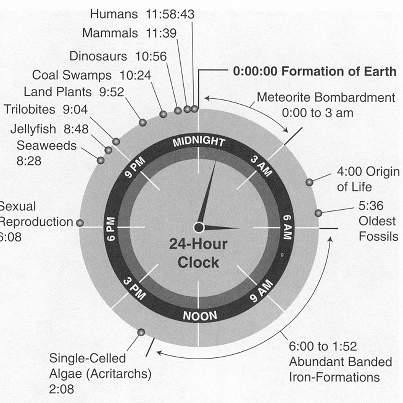 Humans 11:58:43
Mammals 11:39
Dinosaurs 10:56
Coal Swamps 10:24
Land Plants 9:52
Trilobites 9:04
Jellyfish 8:48
Seaweeds
8:28
Sexual
Reproduction
6:08
Single-Celled
Algae (Acritarchs)
2:08
0:00:00 Formation of Earth
Meteorite Bombardment
0:00 to 3 am
4:00 Origin
of Life
5:36
Oldest
Fossils
6:00 to 1:52
Abundant Banded
Iron-Formations
MIDNIGHT
3 AM
6 AM
9 AM
NOON
3 PM
6 PM
9 PM
24-Hour
Clock